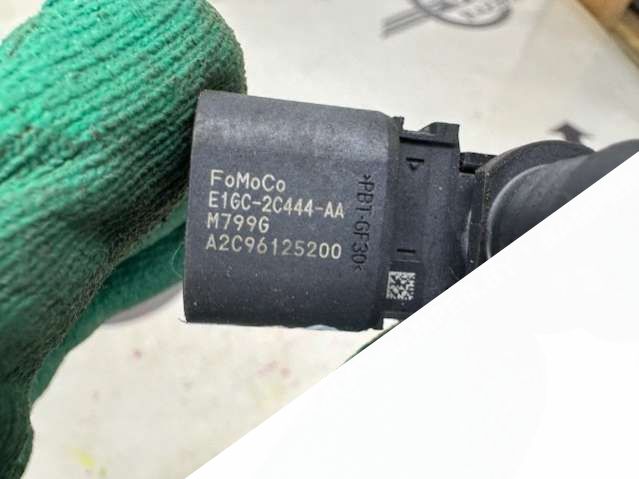 FoMoCo
E1GC-2C444-AA
M799G
A2C96125200
>PBT-GF30<